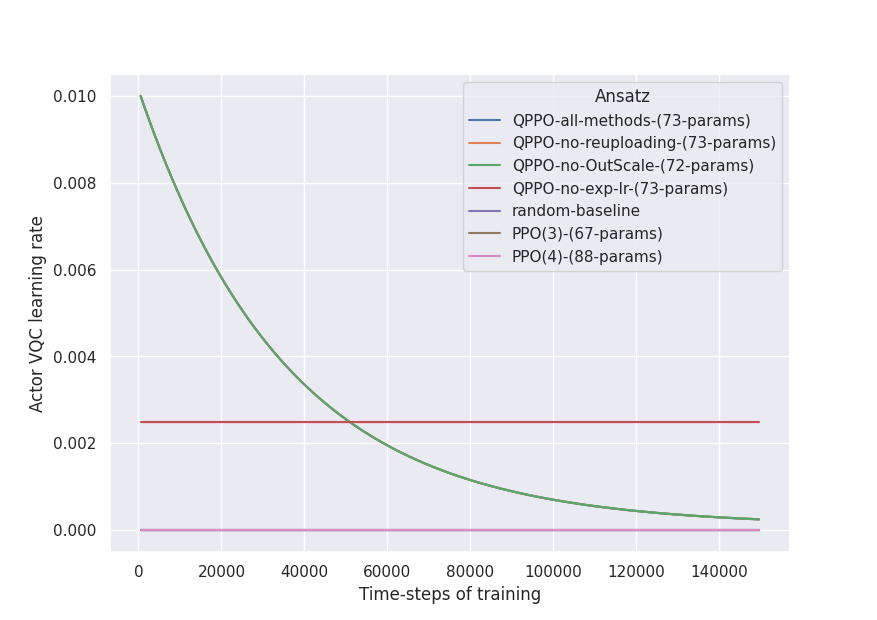 Ansatz
QPPO-all-methods-(73-params)
QPPO-no-reuploading-(73-params)
QPPO-no-OutScale-(72-params)
QPPO-no-exp-lr-(73-params)
random-baseline
PPO(3)-(67-params)
PPO(4)-(88-params)
Actor VQC learning rate
0.010
0.008
0.006
0.004
0.002
0.000
0 20000 40000 60000 80000 100000 120000 140000
Time-steps of training